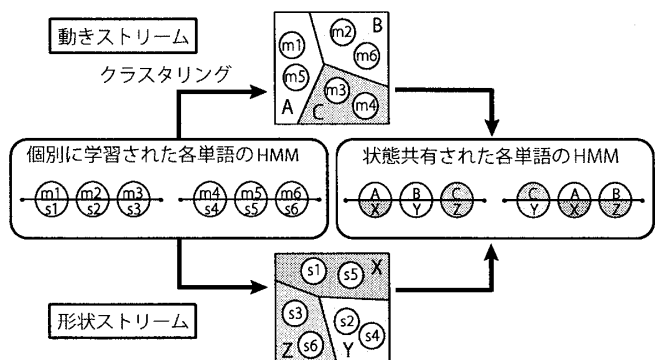 動きストリーム
クラスタリング
m1
m2
B
m6
m5
A
C
m3
m4
個別に学習された各単語のHMM
m1 m2 m3 m4 m5 m6
s1 s2 s3 s4 s5 s6
状態共有された各単語のHMM
A B C C A B
X Y Z Y X Z
s1
s5
X
s3
s2
s4
Z
s6
Y
形状ストリーム